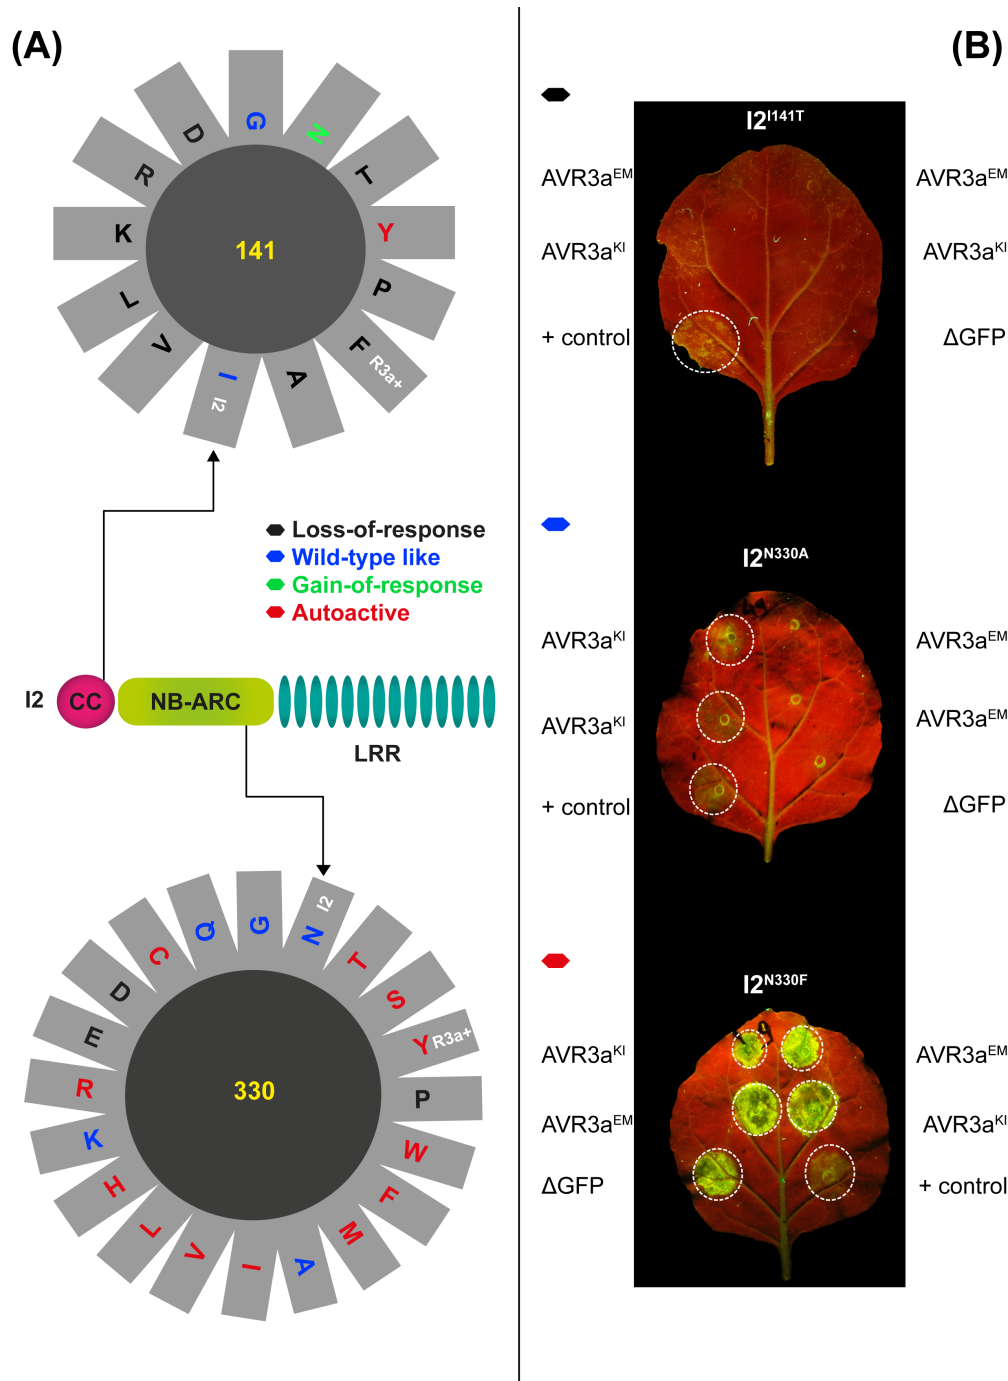 (A)
(B)
G
N
T
Y
P
F R3a+
A
I I2
V
L
K
R
D
141
Loss-of-response
Wild-type like
Gain-of-response
Autoactive
I2
CC
NB-ARC
LRR
N I2
T
S
Y R3a+
P
W
F
M
A
I
V
L
H
K
R
E
D
C
Q
G
330
I2^I141T
AVR3a^EM
AVR3a^EM
AVR3a^KI
AVR3a^KI
+ control
ΔGFP
I2^N330A
AVR3a^KI
AVR3a^EM
AVR3a^KI
AVR3a^EM
+ control
ΔGFP
I2^N330F
AVR3a^KI
AVR3a^EM
AVR3a^EM
AVR3a^KI
ΔGFP
+ control